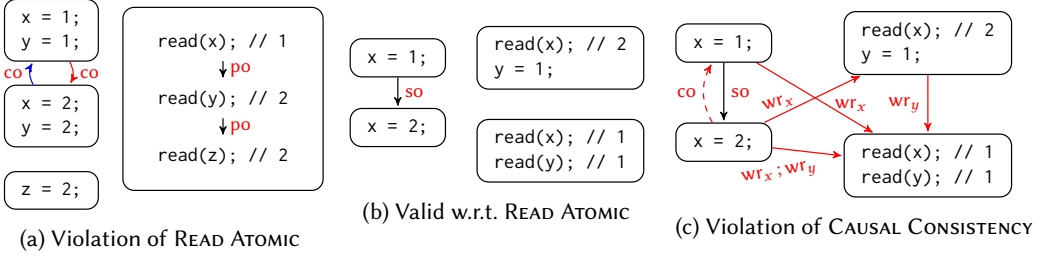 x = 1;
y = 1;
co
co
x = 2;
y = 2;
z = 2;
read(x); // 1
po
read(y); // 2
po
read(z); // 2
(a) Violation of READ ATOMIC
x = 1;
so
x = 2;
read(x); // 2
y = 1;
read(x); // 1
read(y); // 1
(b) Valid w.r.t. READ ATOMIC
x = 1;
co
so
x = 2;
read(x); // 2
y = 1;
wrₓ
wrₓ
wr_y
wrₓ ; wr_y
read(x); // 1
read(y); // 1
(c) Violation of CAUSAL CONSISTENCY